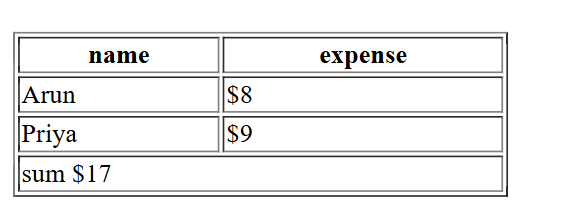 name expense
Arun $8
Priya $9
sum $17